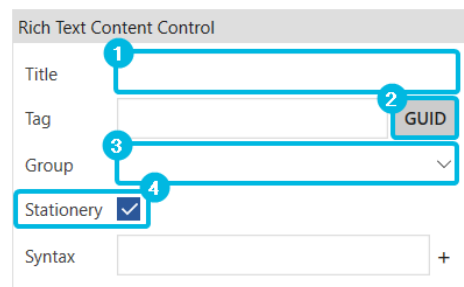 Rich Text Content Control
1
Title
2
Tag GUID
3
Group
4
Stationery
Syntax +